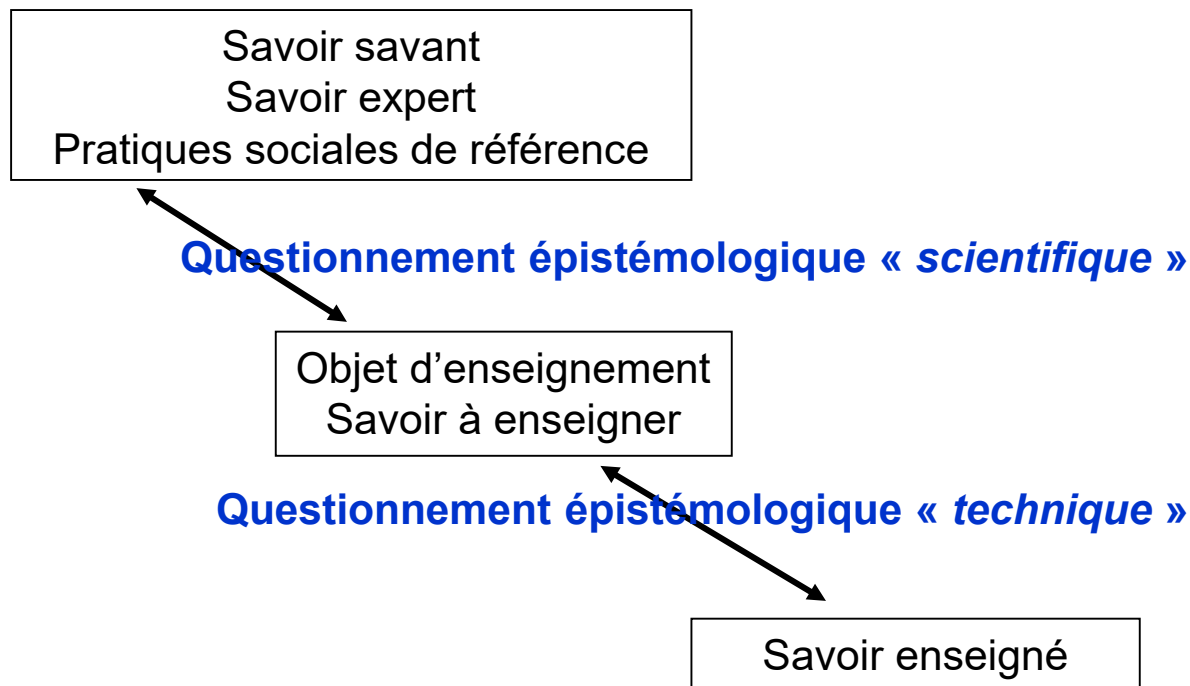 Savoir savant
Savoir expert
Pratiques sociales de référence
Questionnement épistémologique « scientifique »
Objet d’enseignement
Savoir à enseigner
Questionnement épistémologique « technique »
Savoir enseigné